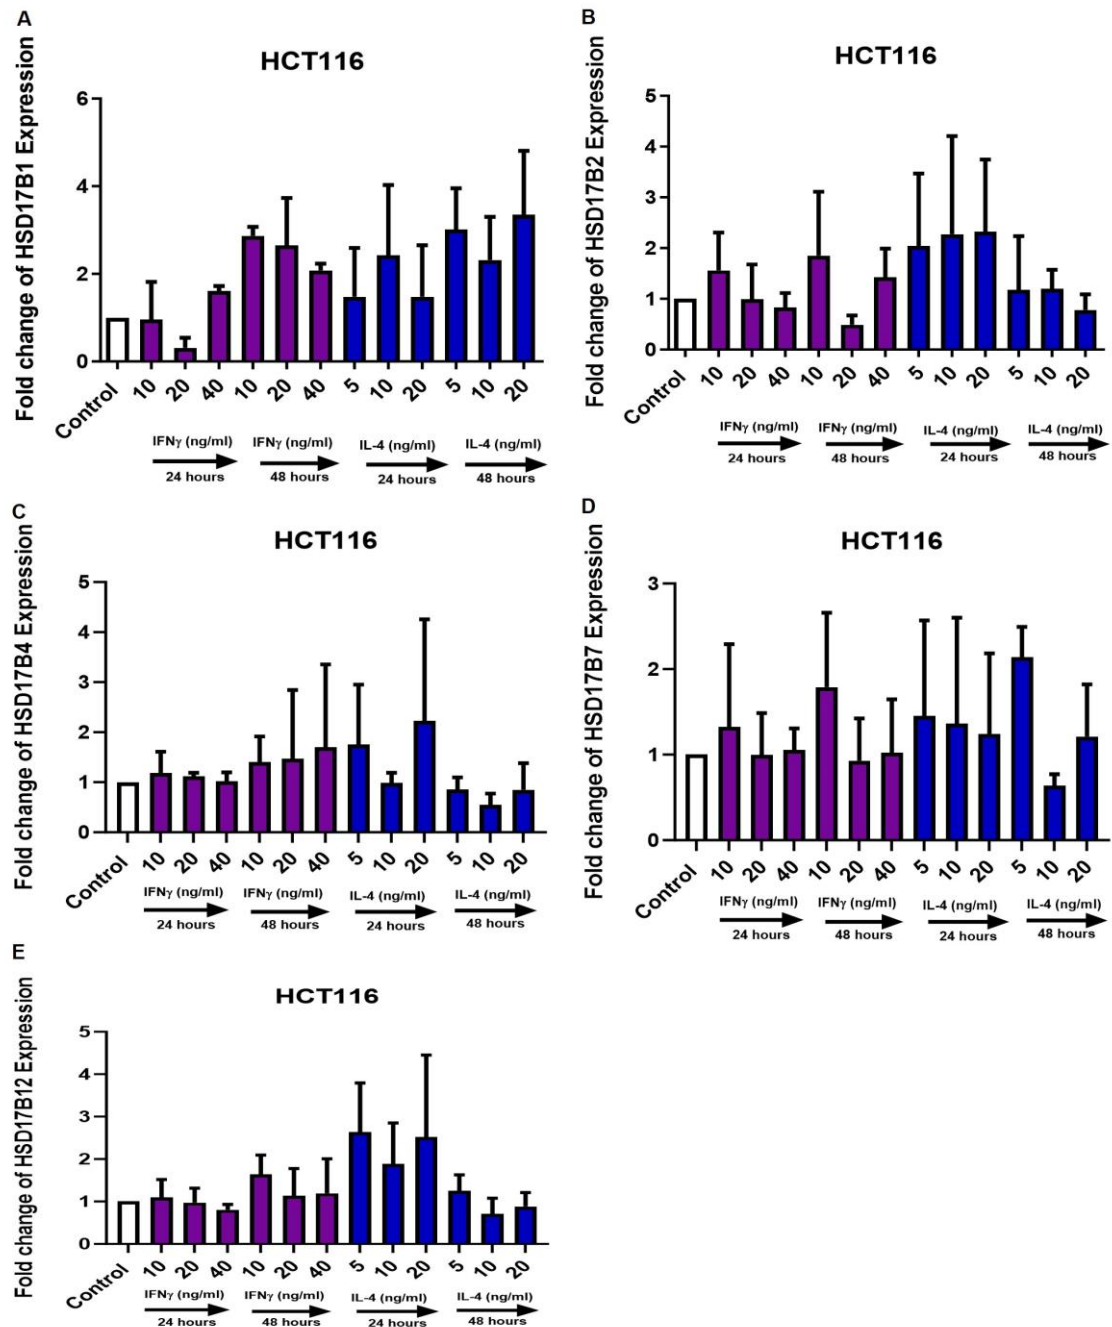 A
HCT116
Fold change of HSD17B1 Expression
6
4
2
0
Control 10 20 40 10 20 40 5 10 20 5 10 20
IFNγ (ng/ml) IFNγ (ng/ml) IL-4 (ng/ml) IL-4 (ng/ml)
24 hours 48 hours 24 hours 48 hours
B
HCT116
Fold change of HSD17B2 Expression
5
4
3
2
1
0
Control 10 20 40 10 20 40 5 10 20 5 10 20
IFNγ (ng/ml) IFNγ (ng/ml) IL-4 (ng/ml) IL-4 (ng/ml)
24 hours 48 hours 24 hours 48 hours
C
HCT116
Fold change of HSD17B4 Expression
5
4
3
2
1
0
Control 10 20 40 10 20 40 5 10 20 5 10 20
IFNγ (ng/ml) IFNγ (ng/ml) IL-4 (ng/ml) IL-4 (ng/ml)
24 hours 48 hours 24 hours 48 hours
D
HCT116
Fold change of HSD17B7 Expression
3
2
1
0
Control 10 20 40 10 20 40 5 10 20 5 10 20
IFNγ (ng/ml) IFNγ (ng/ml) IL-4 (ng/ml) IL-4 (ng/ml)
24 hours 48 hours 24 hours 48 hours
E
HCT116
Fold change of HSD17B12 Expression
5
4
3
2
1
0
Control 10 20 40 10 20 40 5 10 20 5 10 20
IFNγ (ng/ml) IFNγ (ng/ml) IL-4 (ng/ml) IL-4 (ng/ml)
24 hours 48 hours 24 hours 48 hours